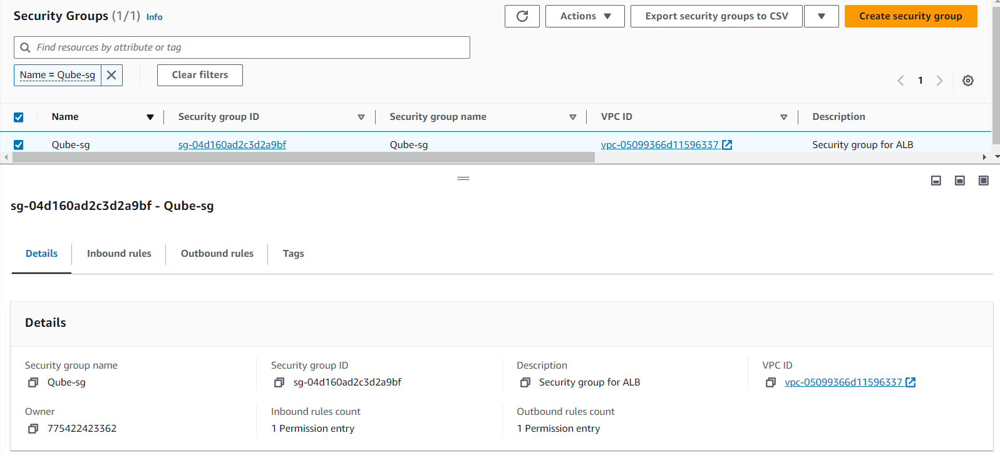 Security Groups (1/1) Info
Actions
Export security groups to CSV
Create security group
Find resources by attribute or tag
Name = Qube-sg
Clear filters
1
Name Security group ID Security group name VPC ID Description
Qube-sg sg-04d160ad2c3d2a9bf Qube-sg vpc-05099366d11596337 Security group for ALB
sg-04d160ad2c3d2a9bf - Qube-sg
Details Inbound rules Outbound rules Tags
Details
Security group name Security group ID Description VPC ID
Qube-sg sg-04d160ad2c3d2a9bf Security group for ALB vpc-05099366d11596337
Owner Inbound rules count Outbound rules count
775422423362 1 Permission entry 1 Permission entry